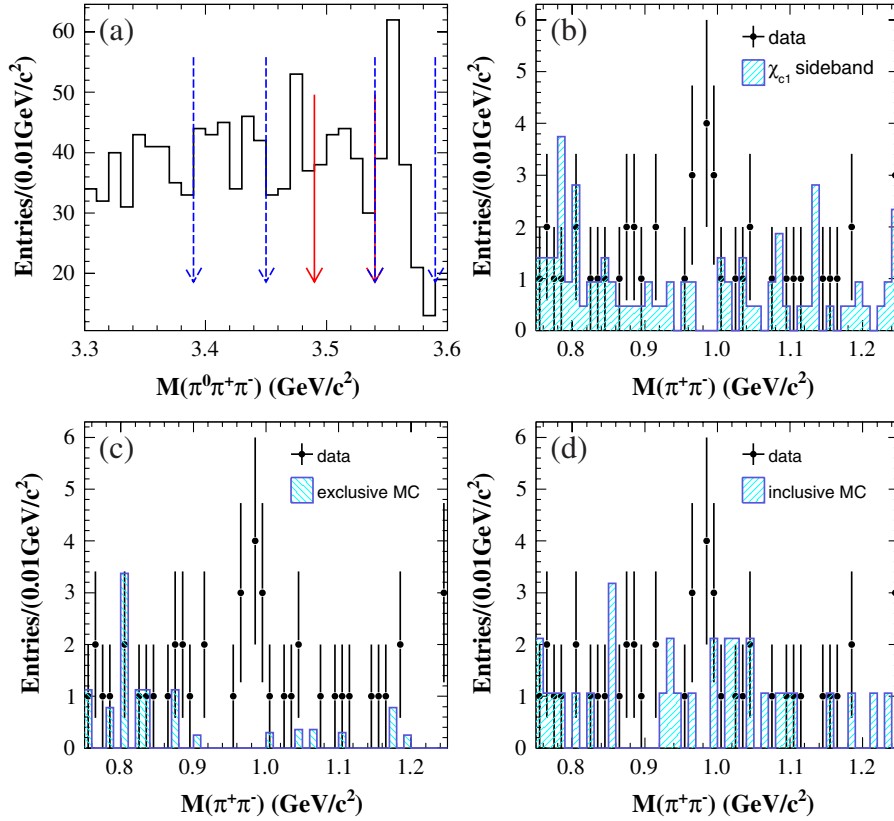 (a)
Entries/(0.01GeV/c²)
60
50
40
30
20
3.3 3.4 3.5 3.6
M(π⁰π⁺π⁻) (GeV/c²)
(b)
data
χc1 sideband
Entries/(0.01GeV/c²)
6
5
4
3
2
1
0
0.8 0.9 1.0 1.1 1.2
M(π⁺π⁻) (GeV/c²)
(c)
data
exclusive MC
Entries/(0.01GeV/c²)
6
5
4
3
2
1
0
0.8 0.9 1.0 1.1 1.2
M(π⁺π⁻) (GeV/c²)
(d)
data
inclusive MC
Entries/(0.01GeV/c²)
6
5
4
3
2
1
0
0.8 0.9 1.0 1.1 1.2
M(π⁺π⁻) (GeV/c²)